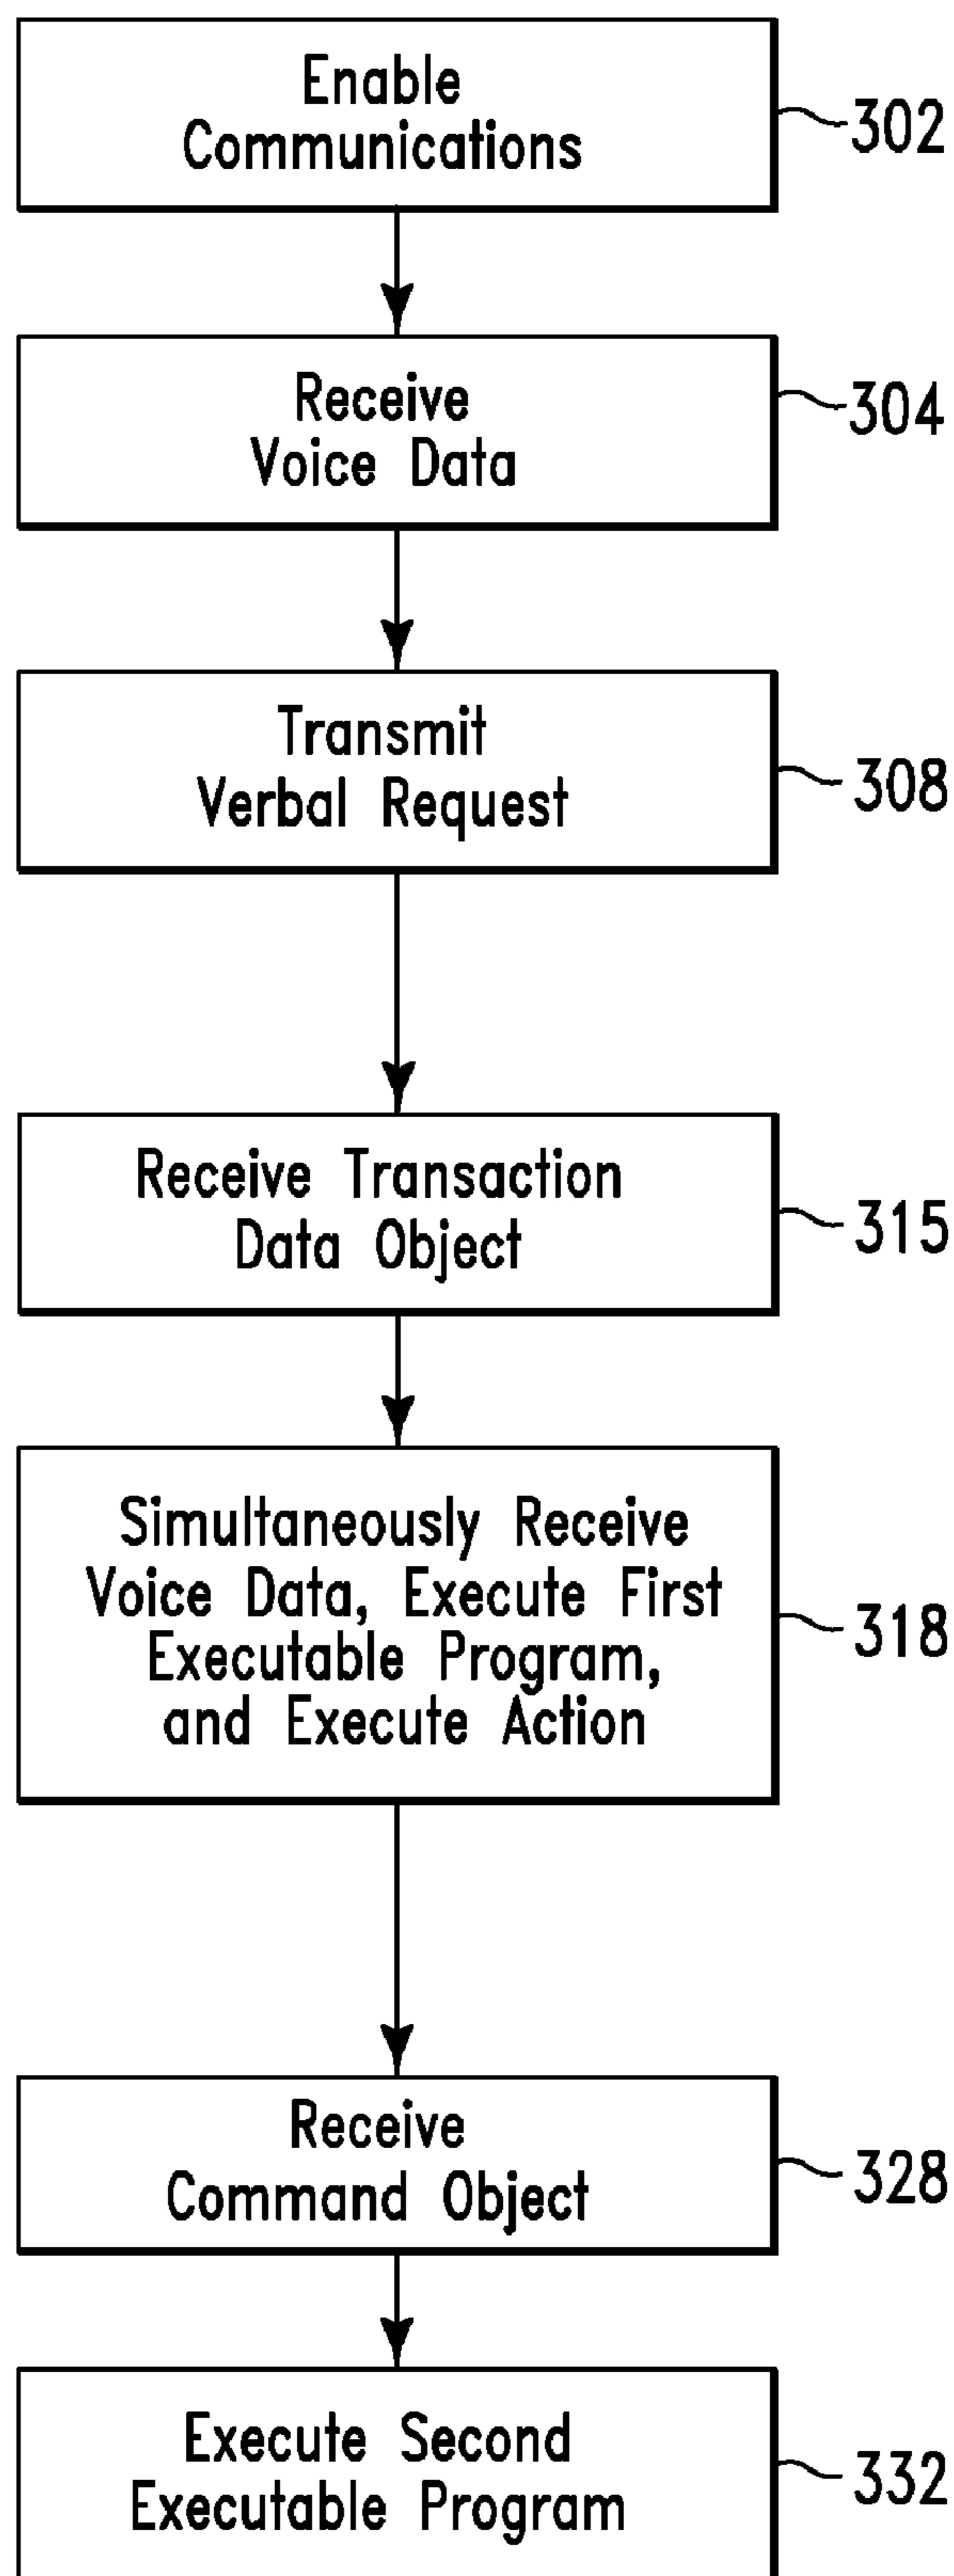 Enable
Communications
302
Receive
Voice Data
304
Transmit
Verbal Request
308
Receive Transaction
Data Object
315
Simultaneously Receive
Voice Data, Execute First
Executable Program,
and Execute Action
318
Receive
Command Object
328
Execute Second
Executable Program
332